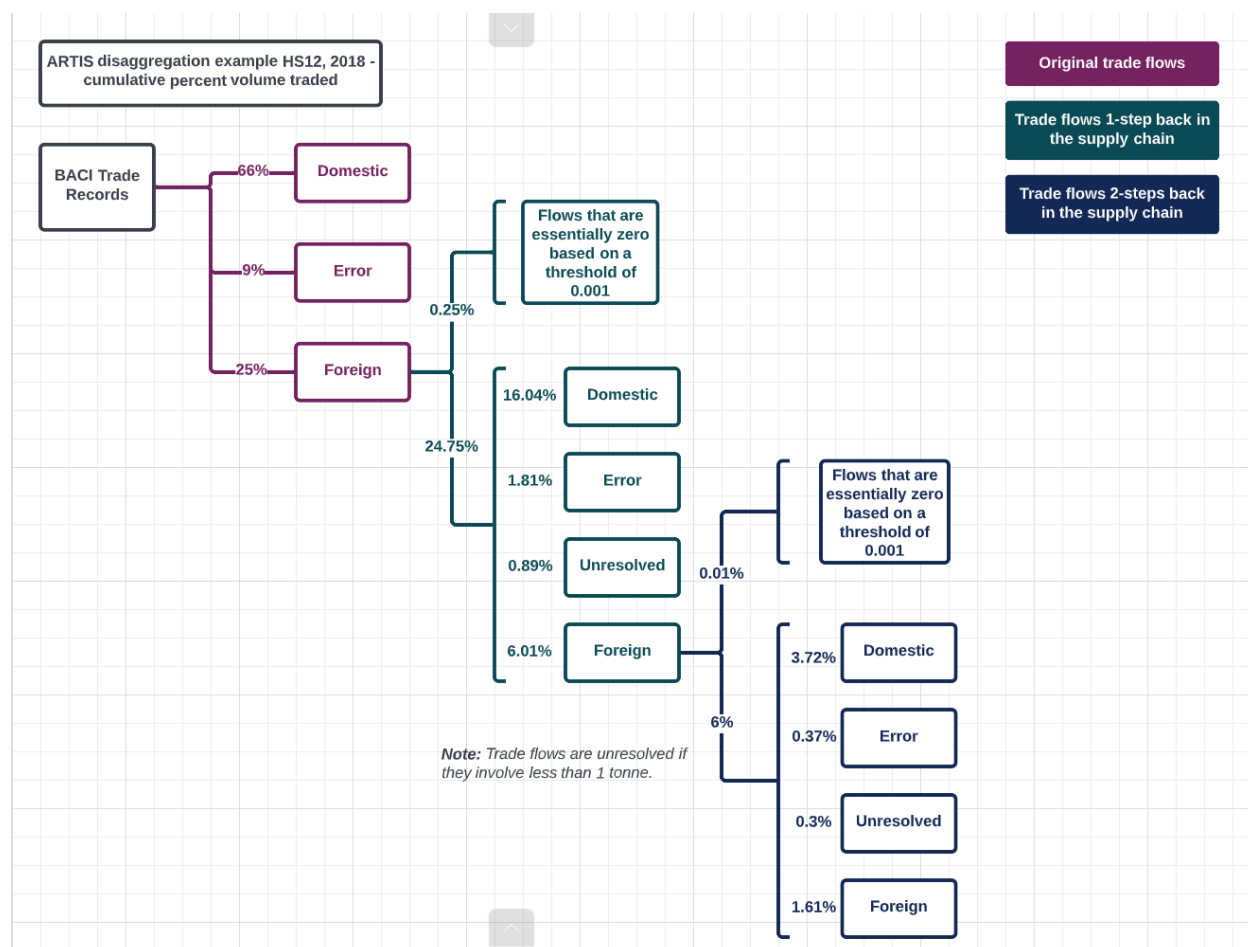 ARTIS disaggregation example HS12, 2018 -
cumulative percent volume traded
Original trade flows
Trade flows 1-step back in
the supply chain
Trade flows 2-steps back
in the supply chain
BACI Trade
Records
66%
Domestic
9%
Error
25%
Foreign
0.25%
Flows that are
essentially zero
based on a
threshold of
0.001
24.75%
16.04%
Domestic
1.81%
Error
0.89%
Unresolved
6.01%
Foreign
0.01%
Flows that are
essentially zero
based on a
threshold of
0.001
6%
3.72%
Domestic
0.37%
Error
0.3%
Unresolved
1.61%
Foreign
Note: Trade flows are unresolved if
they involve less than 1 tonne.